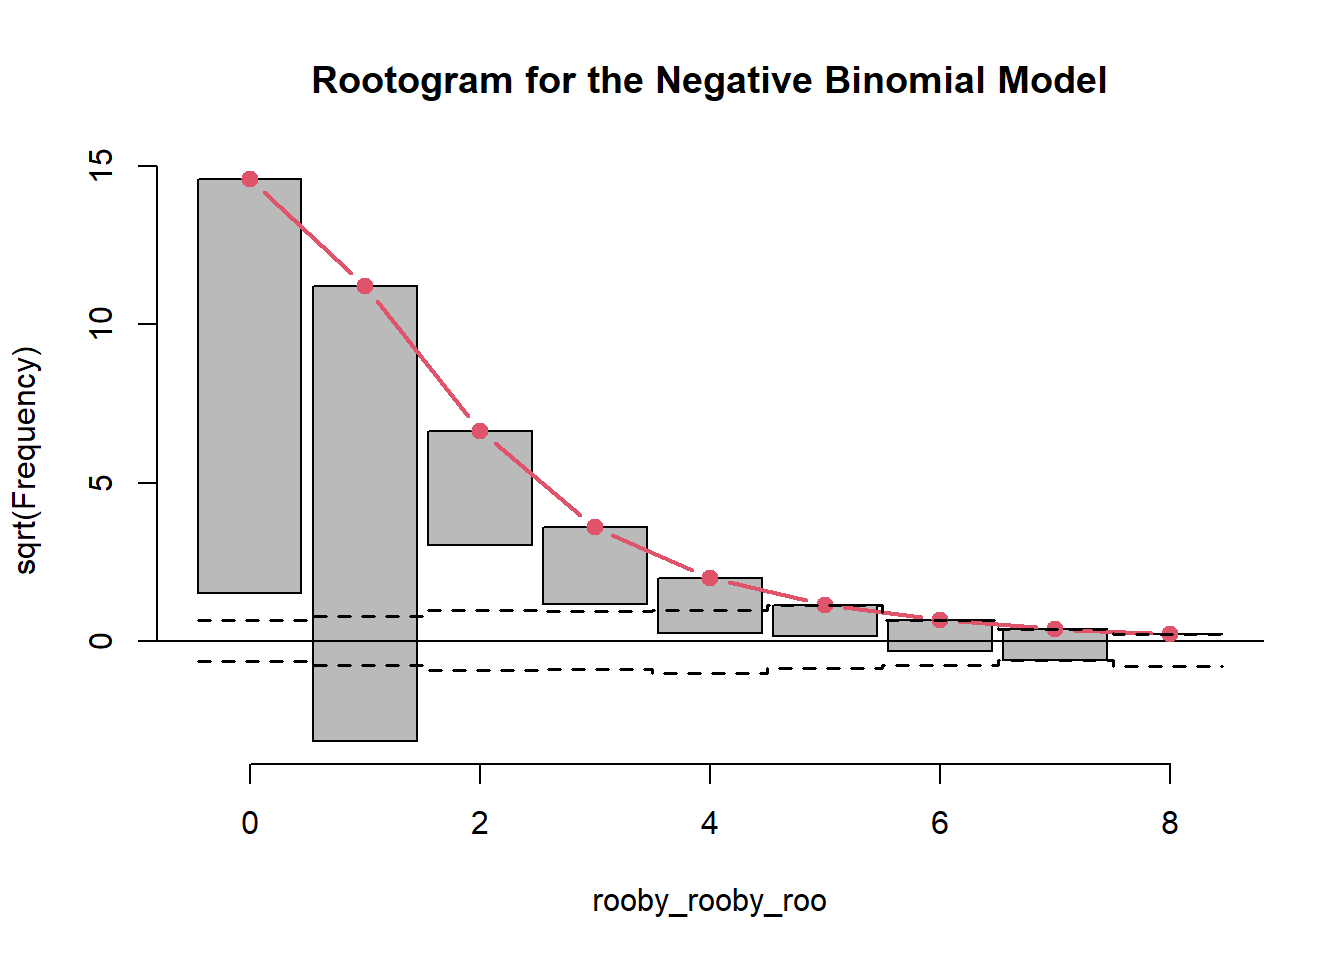 Rootogram for the Negative Binomial Model
sqrt(Frequency)
15
10
5
0
0 2 4 6 8
rooby_rooby_roo